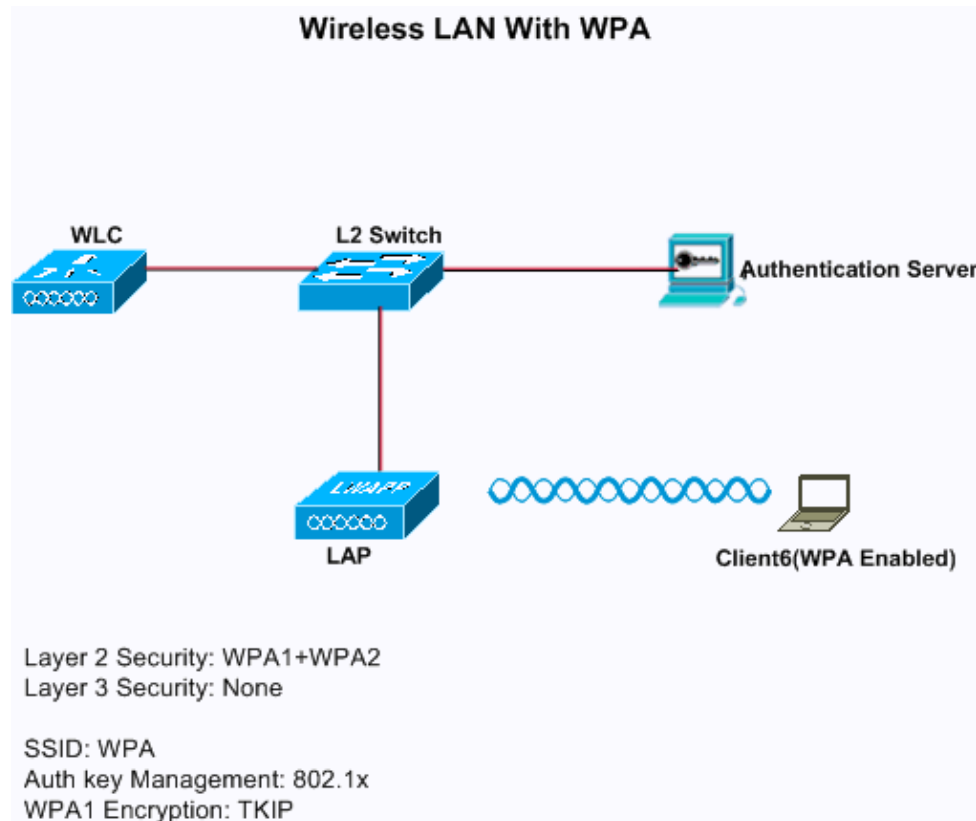 Wireless LAN With WPA
WLC
L2 Switch
Authentication Server
LWAPP
LAP
Client6(WPA Enabled)
Layer 2 Security: WPA1+WPA2
Layer 3 Security: None
SSID: WPA
Auth key Management: 802.1x
WPA1 Encryption: TKIP